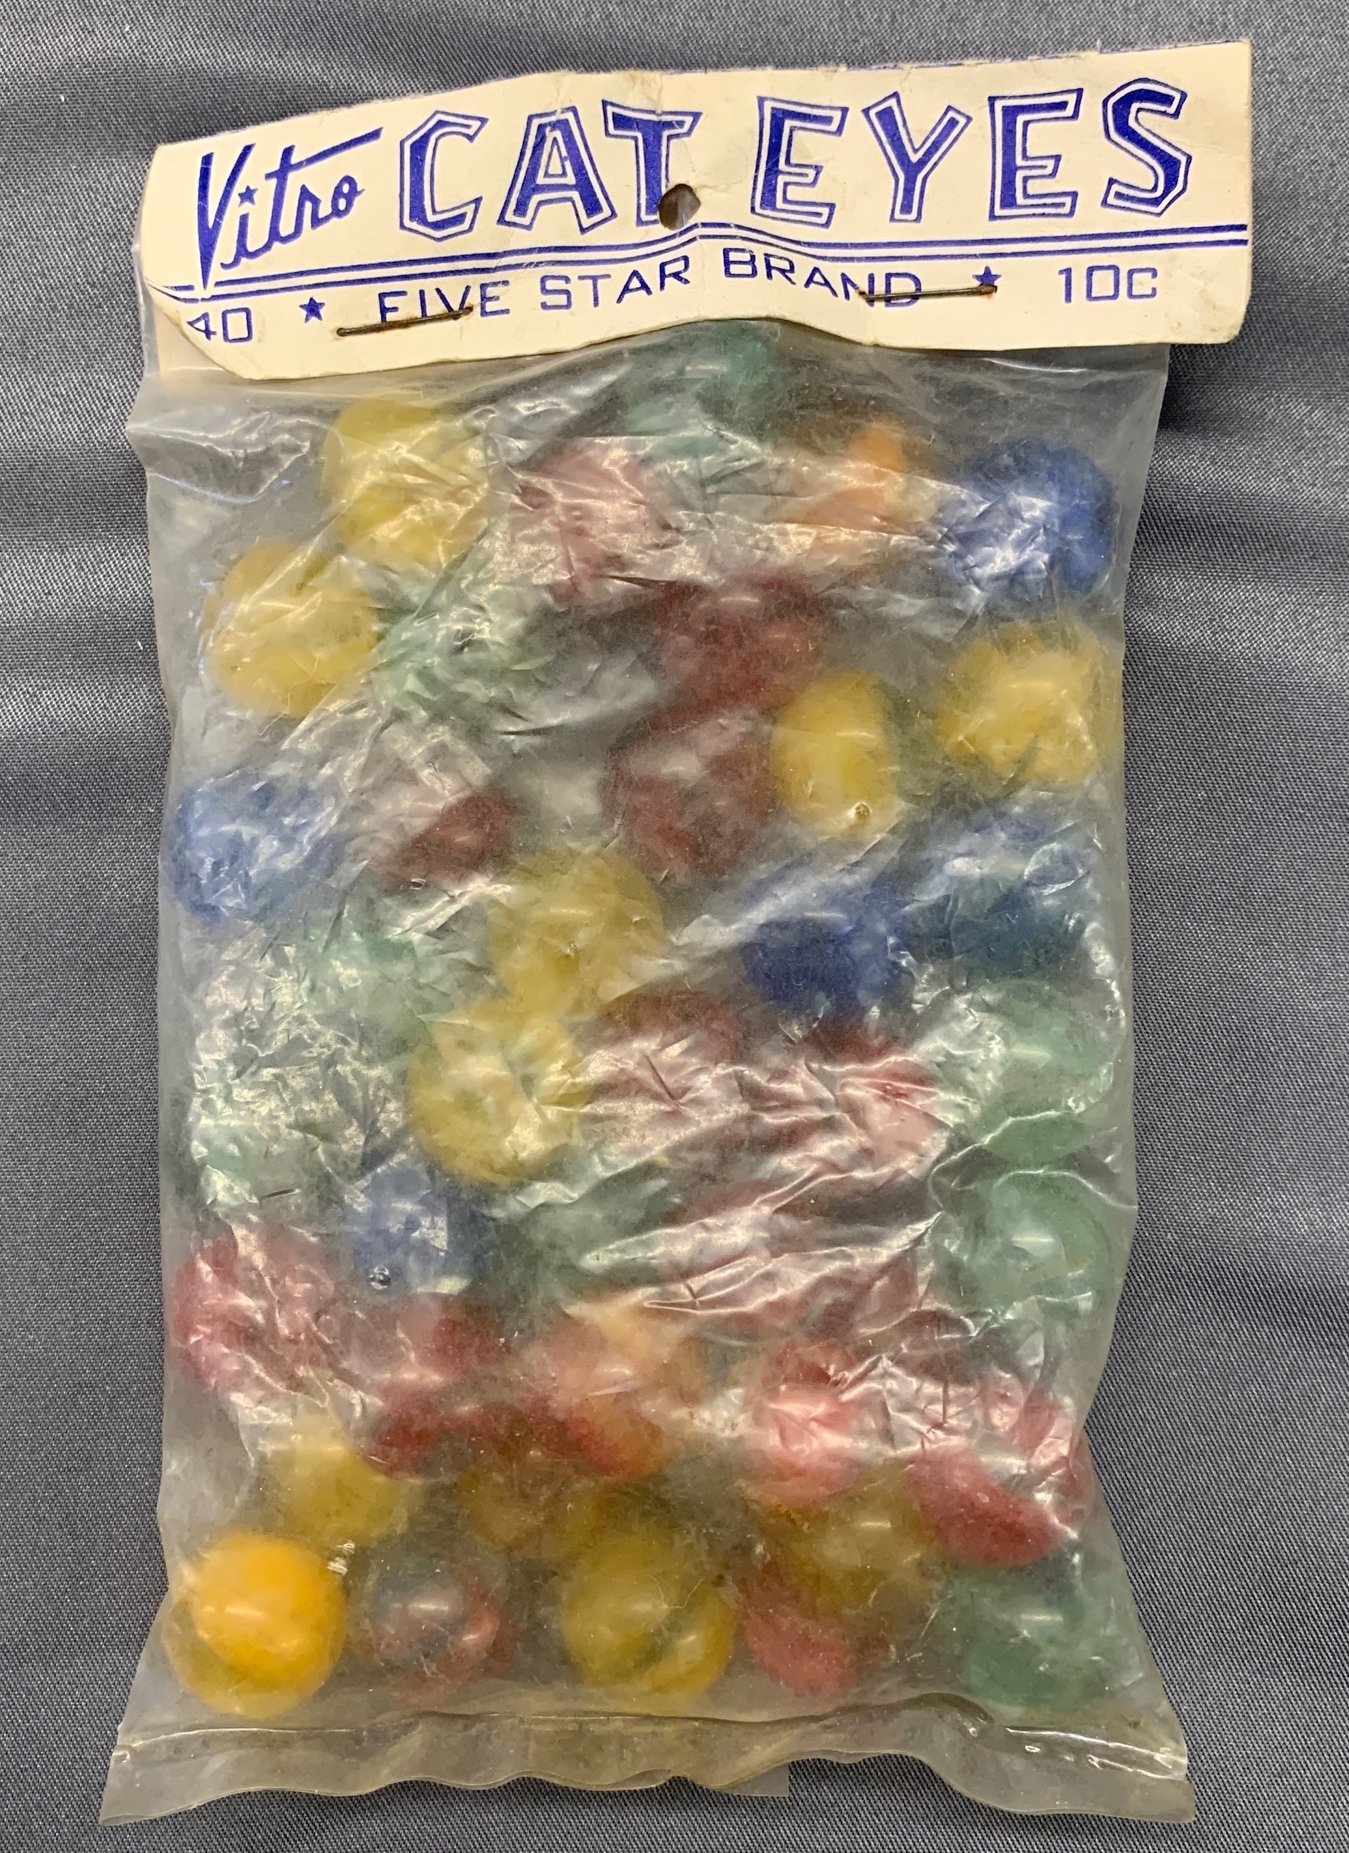 Vitro CAT EYES
40 ★ FIVE STAR BRAND ★ 10C